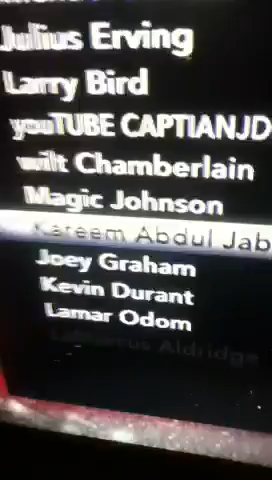 Julius Erving
Larry Bird
youTUBE CAPTIANJD
wilt Chamberlain
Magic Johnson
Kareem Abdul Jab
Joey Graham
Kevin Durant
Lamar Odom
Aldridge